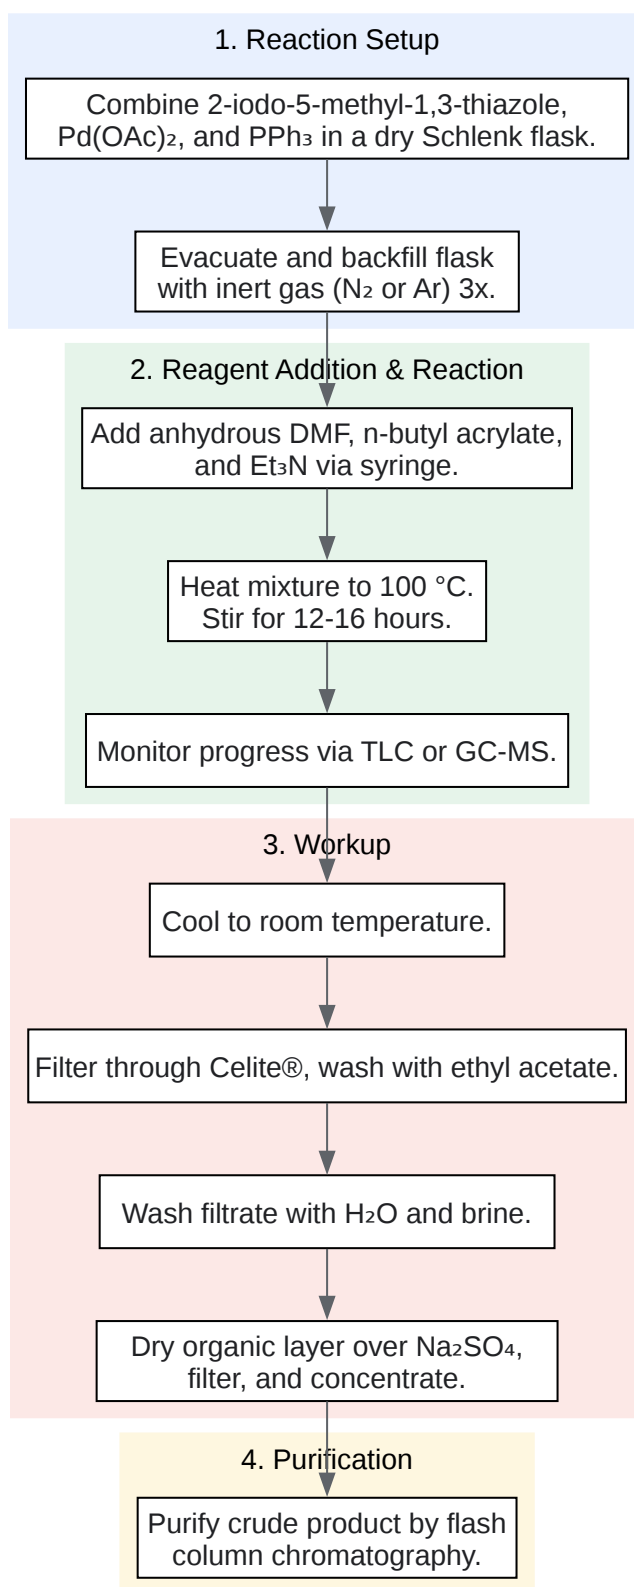 1. Reaction Setup
Combine 2-iodo-5-methyl-1,3-thiazole,
Pd(OAc)₂, and PPh₃ in a dry Schlenk flask.
Evacuate and backfill flask
with inert gas (N₂ or Ar) 3x.
2. Reagent Addition & Reaction
Add anhydrous DMF, n-butyl acrylate,
and Et₃N via syringe.
Heat mixture to 100 °C.
Stir for 12-16 hours.
Monitor progress via TLC or GC-MS.
3. Workup
Cool to room temperature.
Filter through Celite®, wash with ethyl acetate.
Wash filtrate with H₂O and brine.
Dry organic layer over Na₂SO₄,
filter, and concentrate.
4. Purification
Purify crude product by flash
column chromatography.